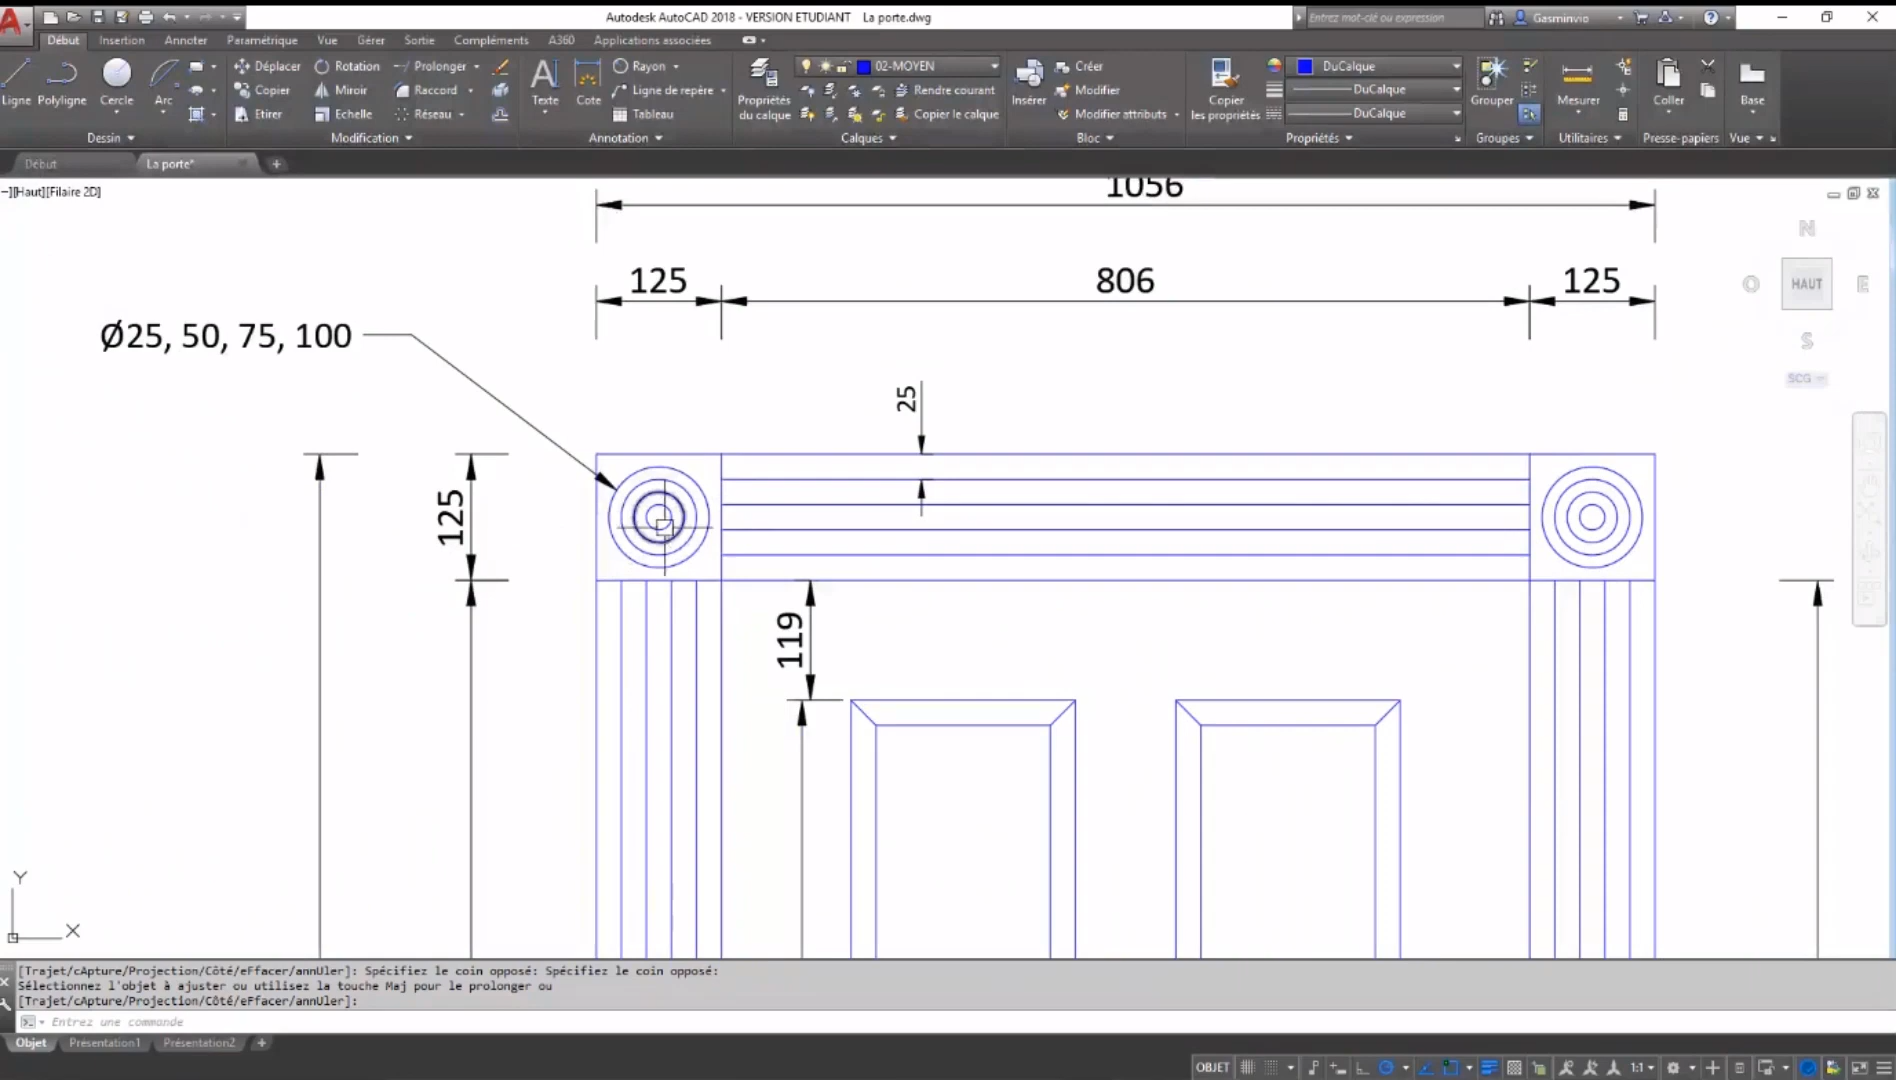 Autodesk AutoCAD 2018 - VERSION ETUDIANT La porte.dwg
Entrez mot-clé ou expression
Gasminvio
Début Insertion Annoter Paramétrique Vue Gérer Sortie Compléments A360 Applications associées
Ligne Polyligne Cercle Arc
Dessin
Déplacer Rotation Prolonger
Copier Miroir Raccord
Etirer Echelle Réseau
Modification
Texte Cote
Rayon
Ligne de repère
Tableau
Annotation
Propriétés du calque
02-MOYEN
Rendre courant
Copier le calque
Calques
Insérer
Créer
Modifier
Modifier attributs
Bloc
Copier les propriétés
DuCalque
DuCalque
DuCalque
Propriétés
Grouper
Groupes
Mesurer
Utilitaires
Coller
Presse-papiers
Base
Vue
Début La porte*
−][Haut][Filaire 2D]
1056
125 806 125
Ø25, 50, 75, 100
25
125
119
N
O HAUT E
S
SCG
Y
X
[Trajet/cApture/Projection/Côté/eFfacer/annUler]: Spécifiez le coin opposé: Spécifiez le coin opposé:
Sélectionnez l'objet à ajuster ou utilisez la touche Maj pour le prolonger ou
[Trajet/cApture/Projection/Côté/eFfacer/annUler]:
Entrez une commande
Objet Présentation1 Présentation2 +
OBJET 1:1